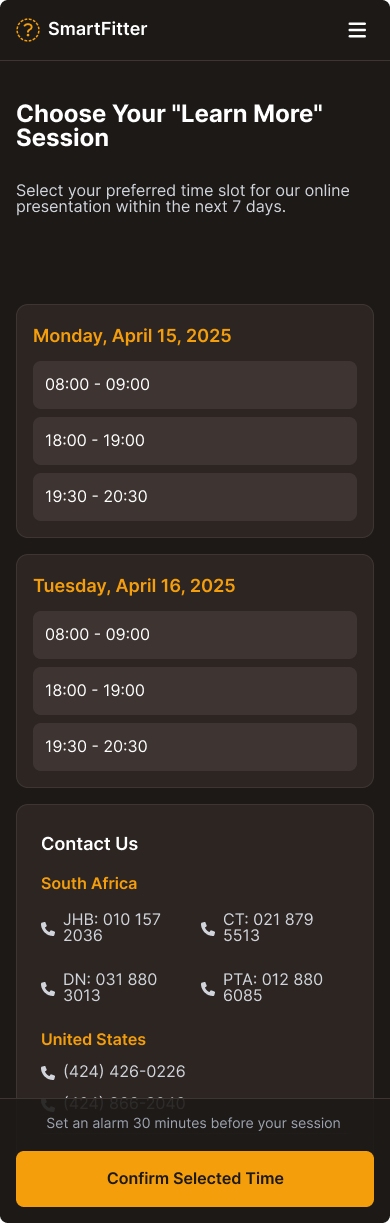 SmartFitter
Choose Your "Learn More"
Session
Select your preferred time slot for our online
presentation within the next 7 days.
Monday, April 15, 2025
08:00 - 09:00
18:00 - 19:00
19:30 - 20:30
Tuesday, April 16, 2025
08:00 - 09:00
18:00 - 19:00
19:30 - 20:30
Contact Us
South Africa
JHB: 010 157
2036
CT: 021 879
5513
DN: 031 880
3013
PTA: 012 880
6085
United States
(424) 426-0226
(424) 866-2040
Set an alarm 30 minutes before your session
Confirm Selected Time